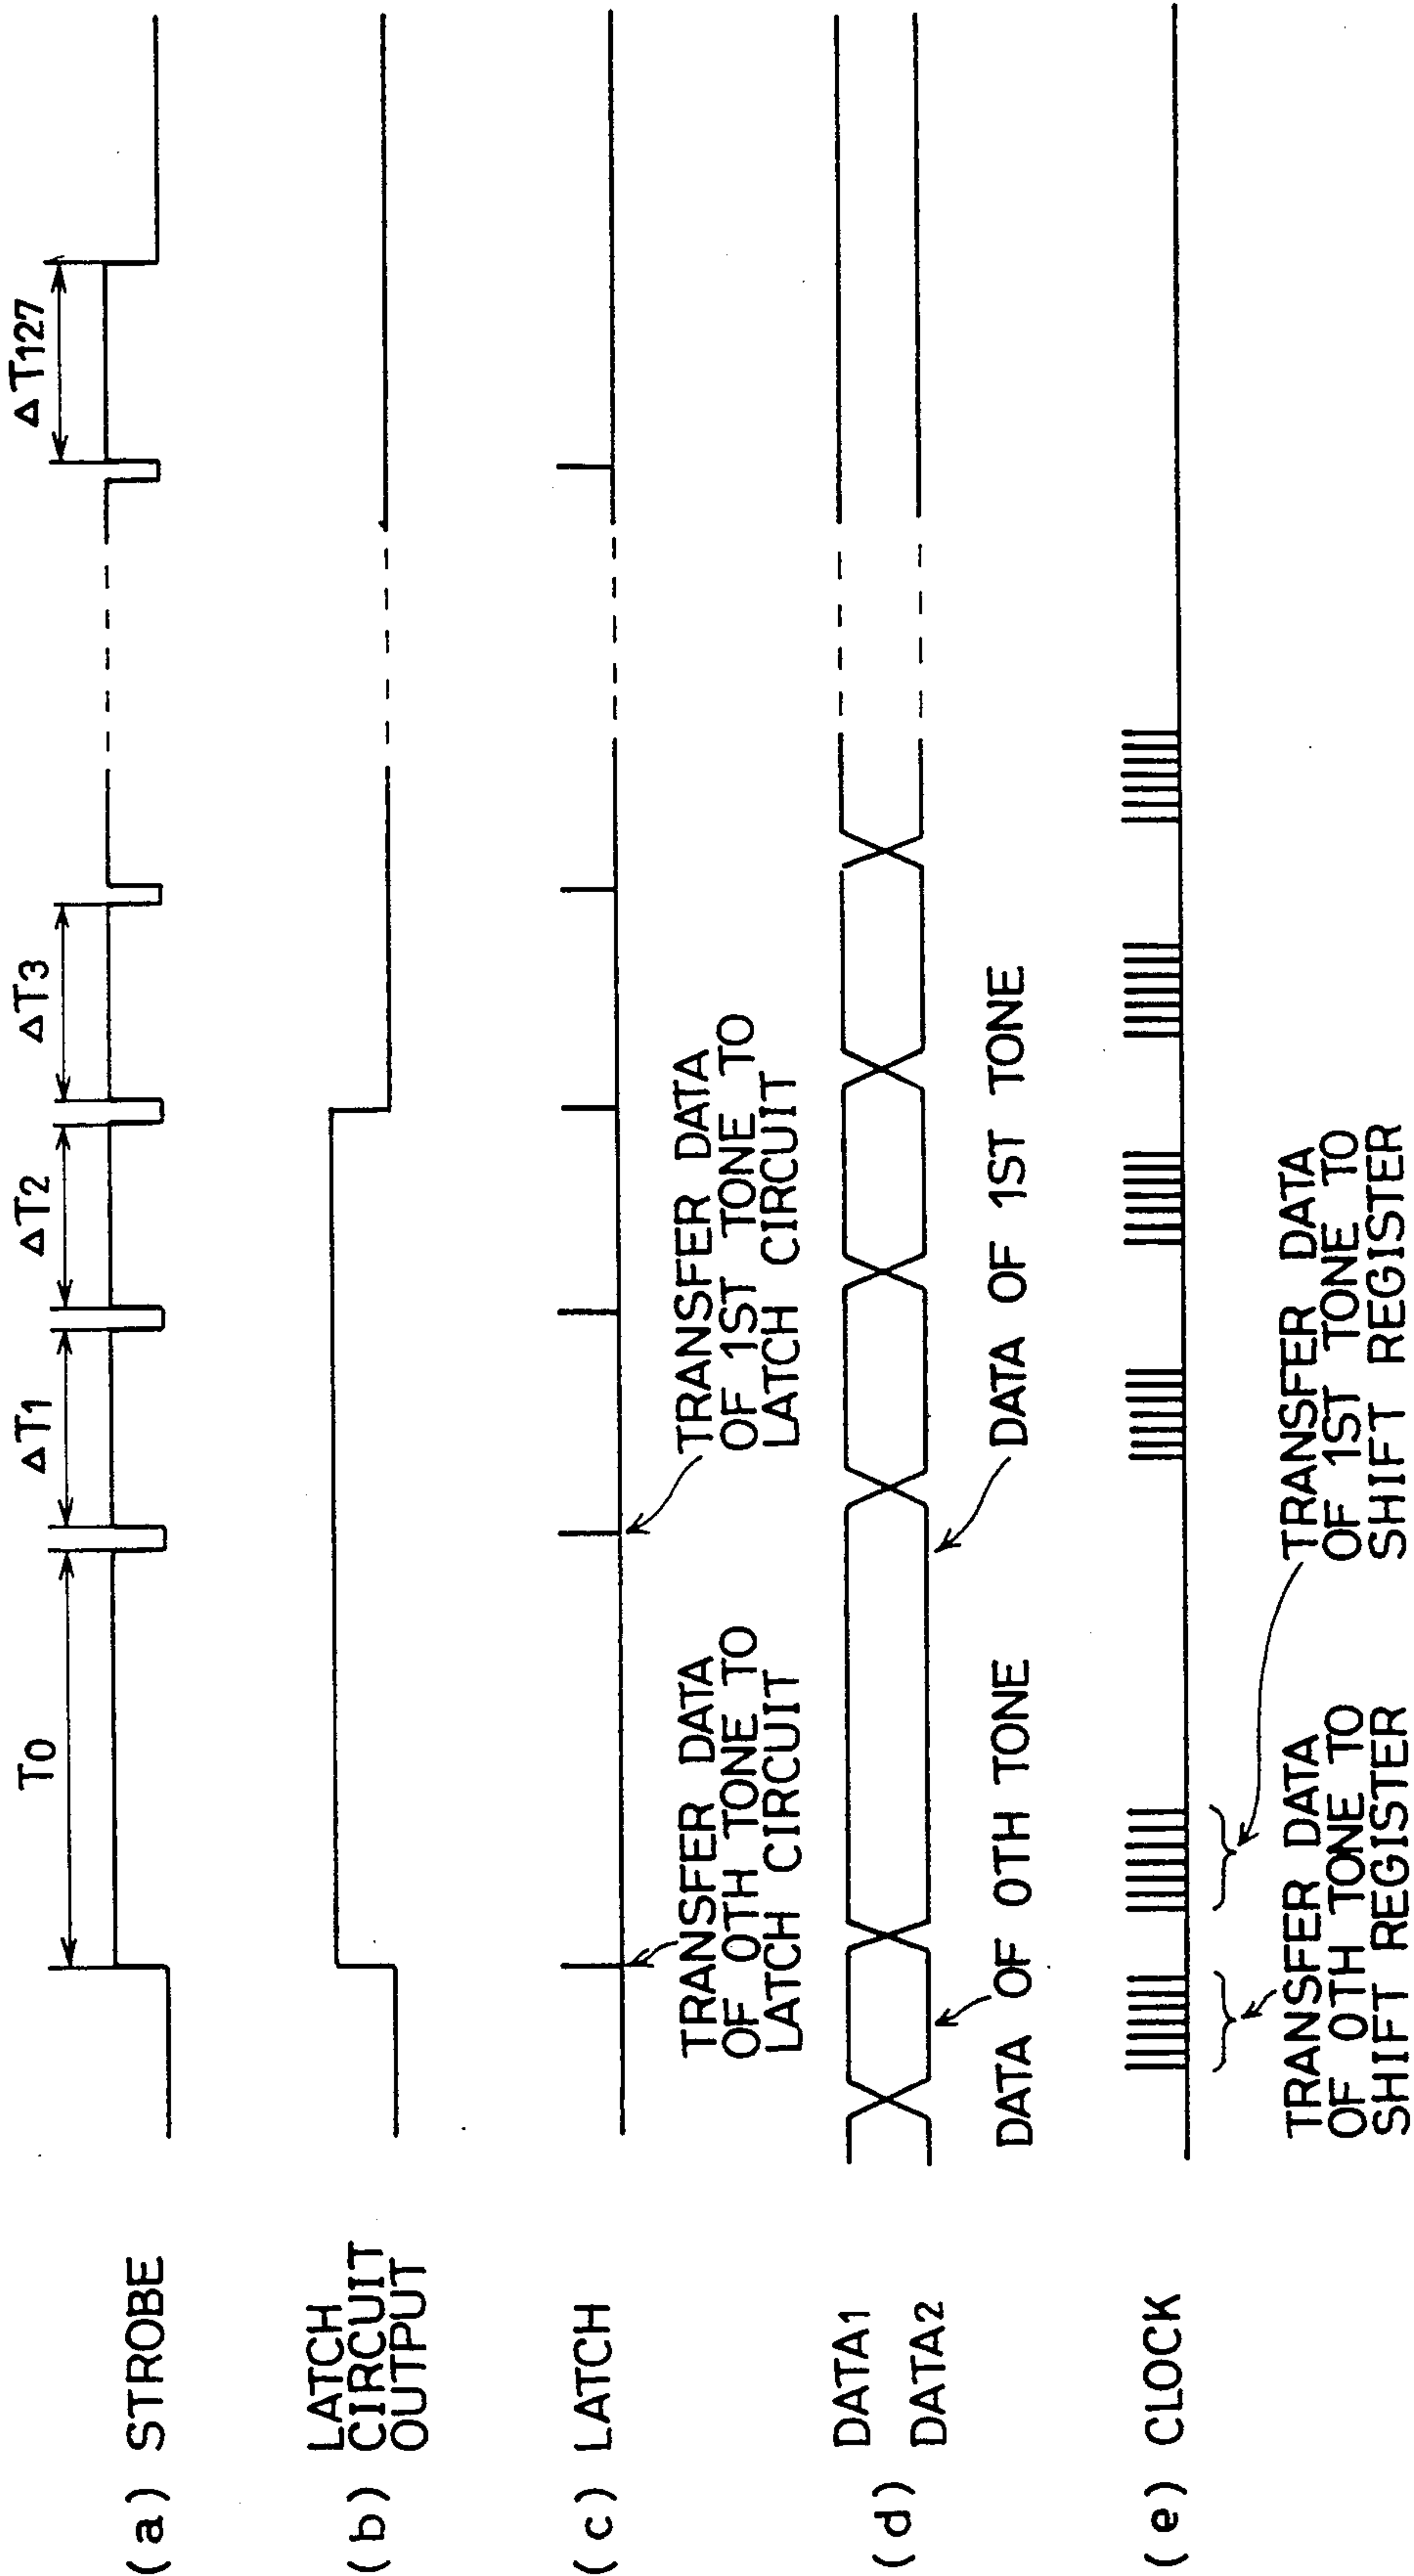 T0
ΔT1
ΔT2
ΔT3
ΔT127
(a) STROBE
LATCH
(b) CIRCUIT
OUTPUT
(c) LATCH
TRANSFER DATA
OF 0TH TONE TO
LATCH CIRCUIT
TRANSFER DATA
OF 1ST TONE TO
LATCH CIRCUIT
DATA1
(d)
DATA2
DATA OF 0TH TONE
DATA OF 1ST TONE
(e) CLOCK
TRANSFER DATA
OF 0TH TONE TO
SHIFT REGISTER
TRANSFER DATA
OF 1ST TONE TO
SHIFT REGISTER